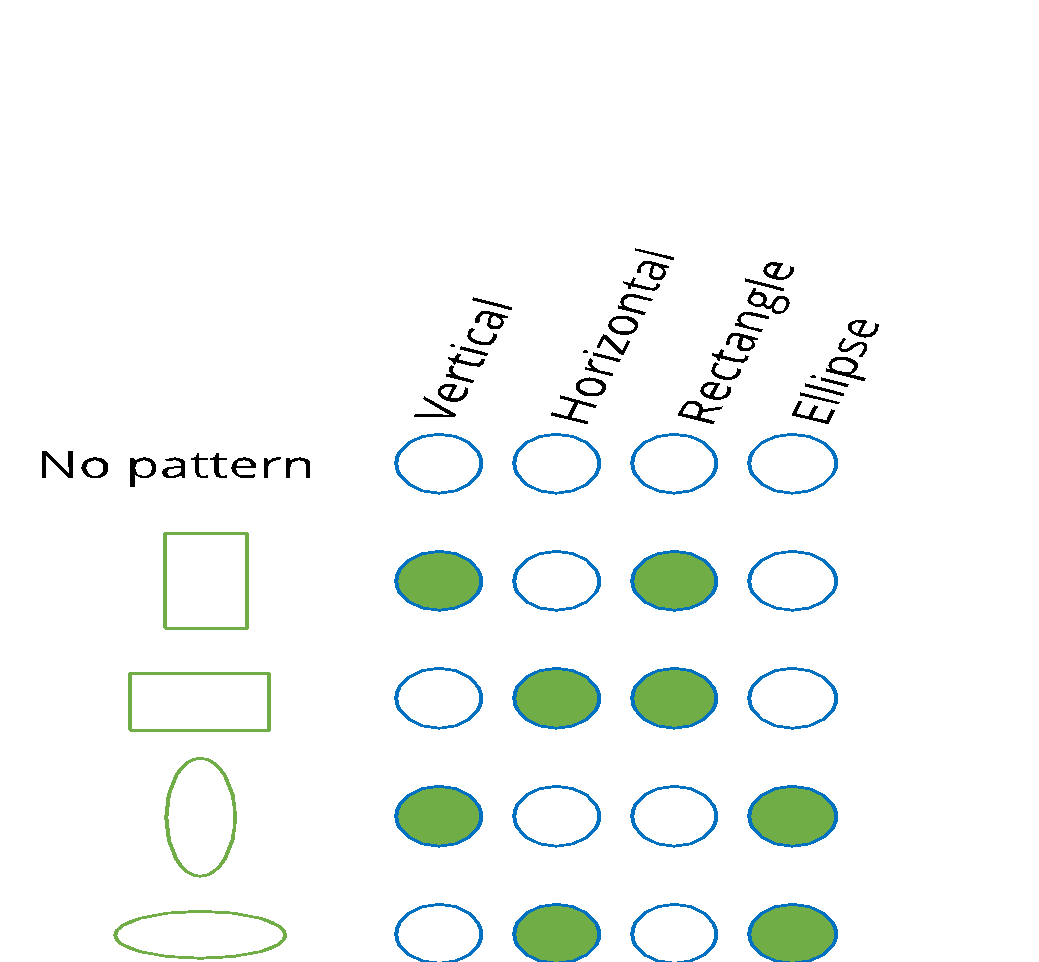 Vertical
Horizontal
Rectangle
Ellipse
No pattern